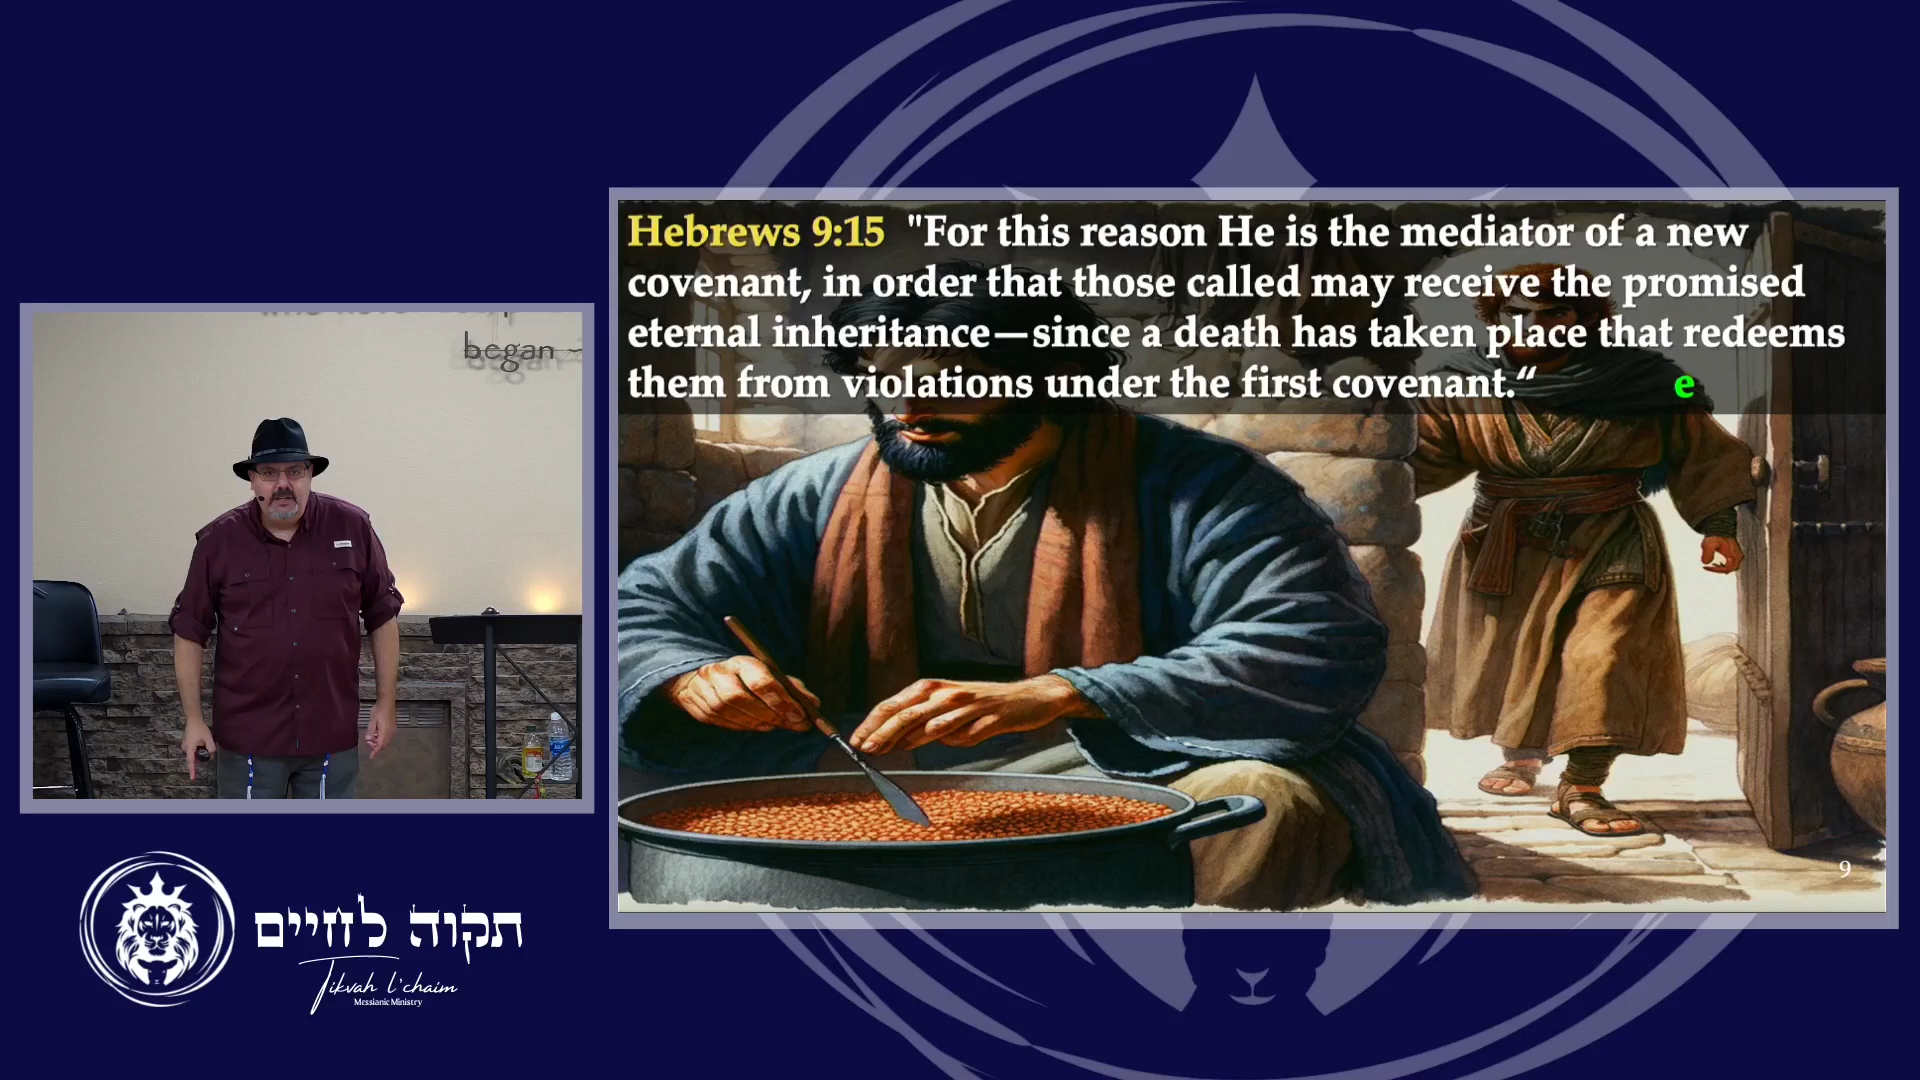 began
Hebrews 9:15 "For this reason He is the mediator of a new
covenant, in order that those called may receive the promised
eternal inheritance—since a death has taken place that redeems
them from violations under the first covenant.“ e
9
תקוה לחיים
Tikvah l'chaim
Messianic Ministry